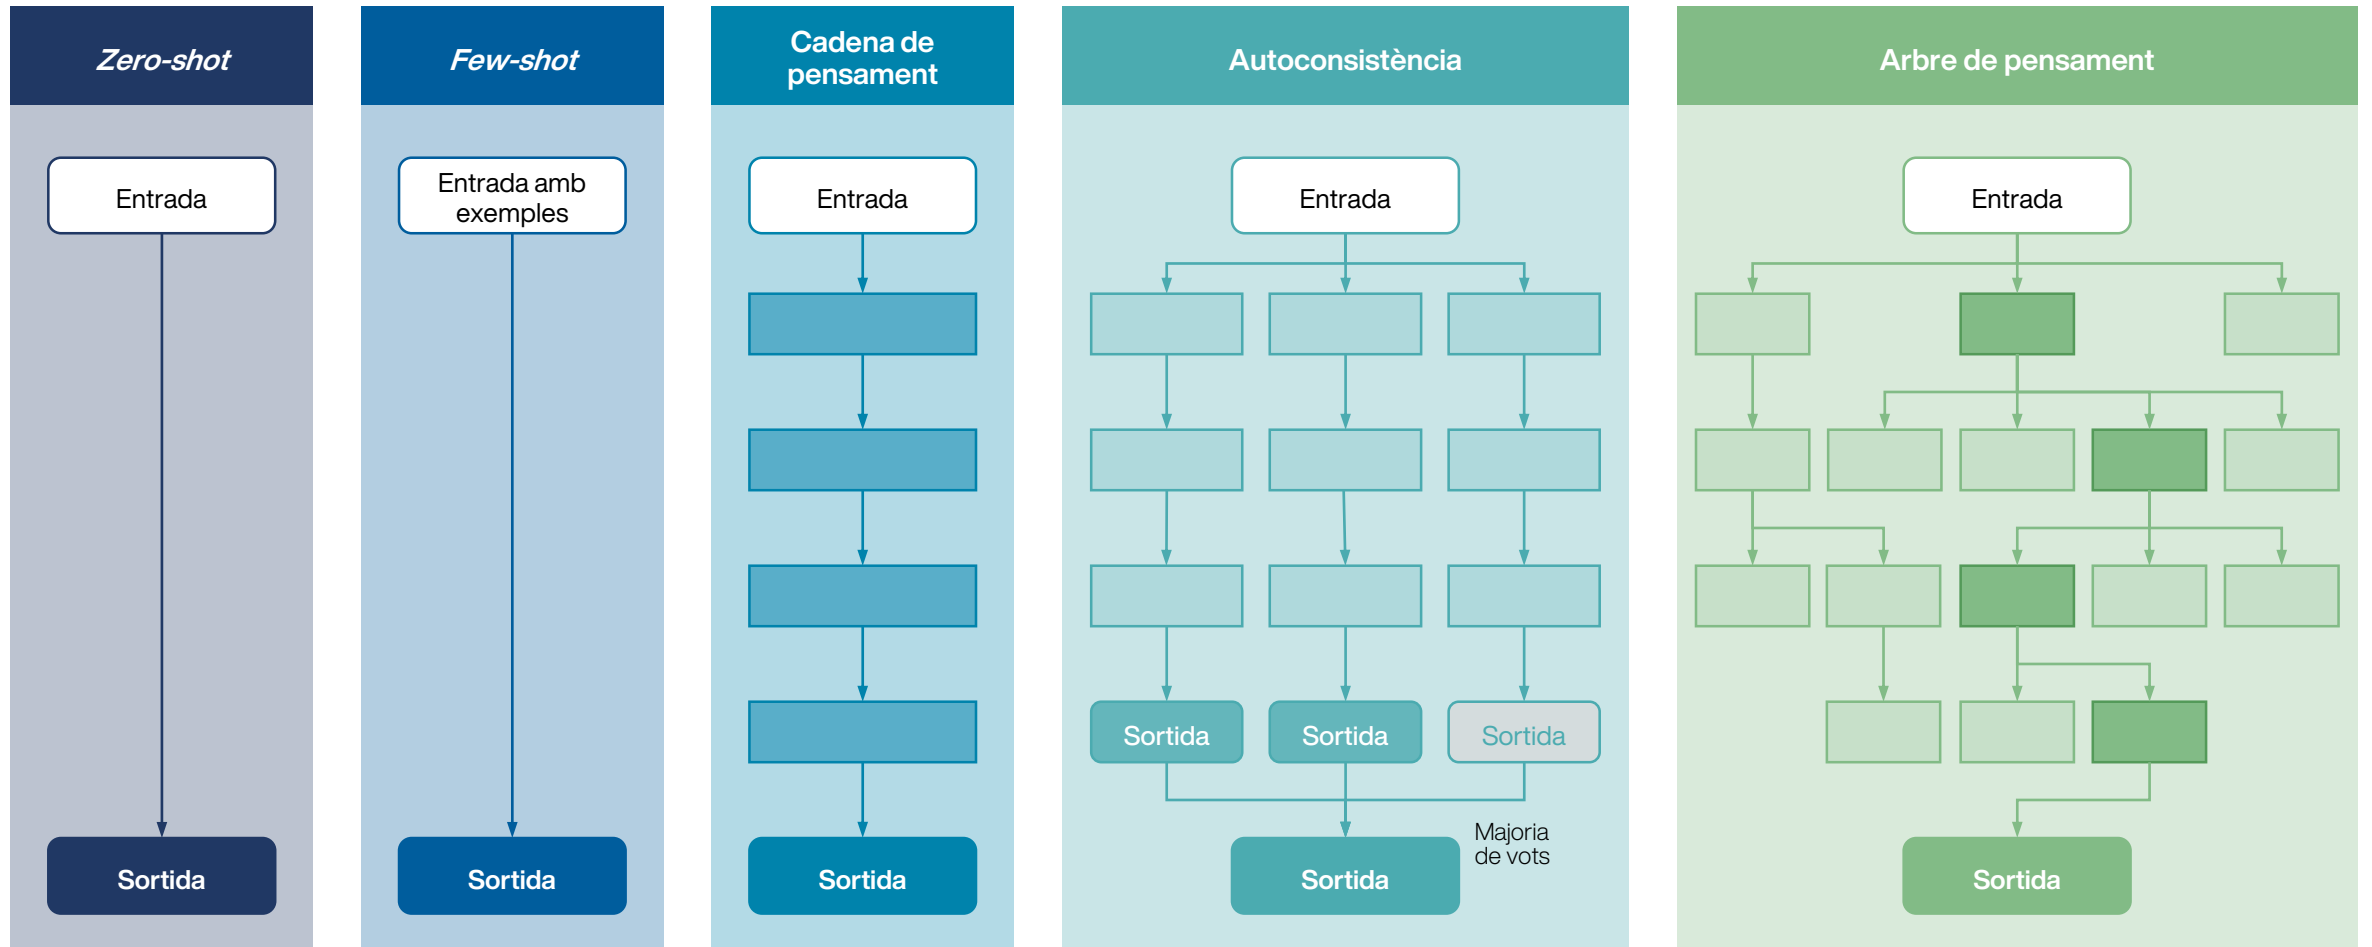 Zero-shot
Entrada
Sortida
Few-shot
Entrada amb
exemples
Sortida
Cadena de
pensament
Entrada
Sortida
Autoconsistència
Entrada
Sortida
Sortida
Sortida
Majoria
de vots
Sortida
Arbre de pensament
Entrada
Sortida